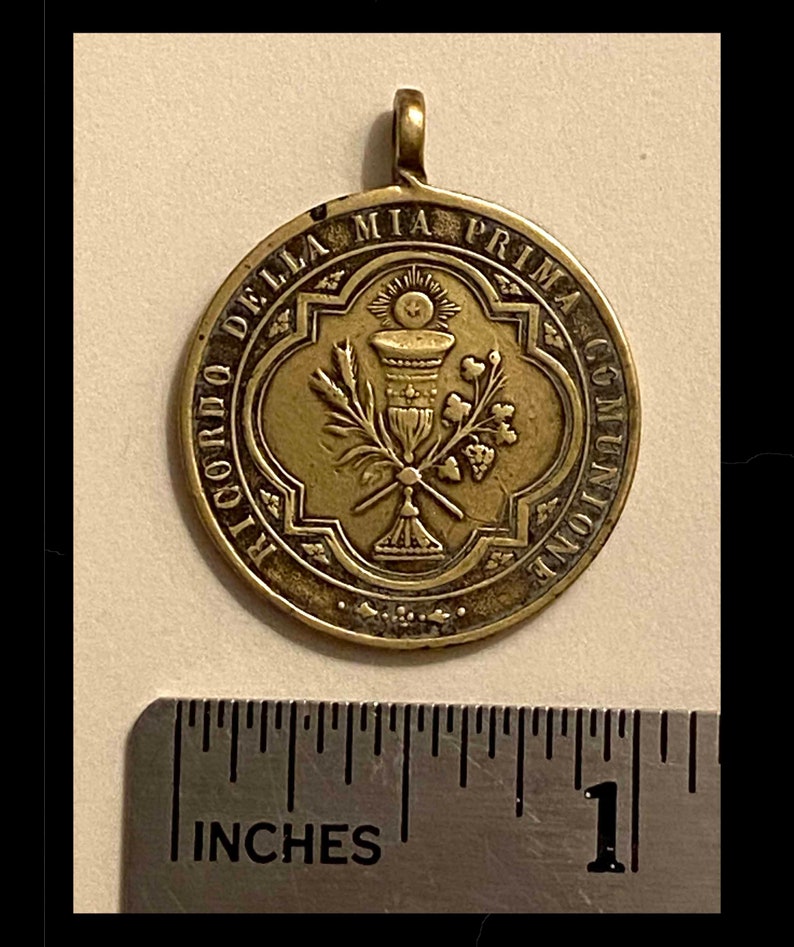 RICORDO DELLA MIA PRIMA COMUNIONE
1
INCHES